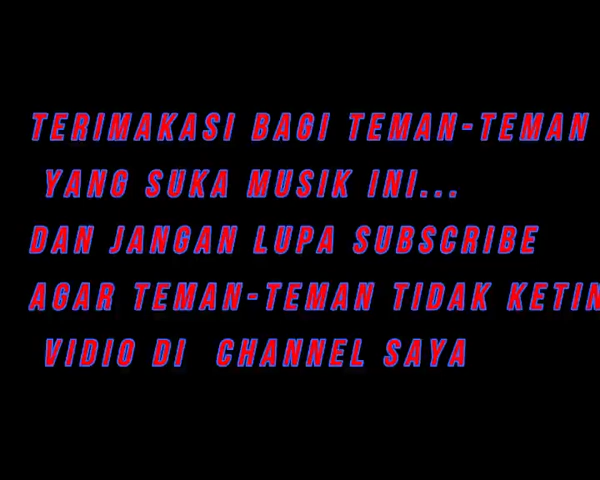 TERIMAKASI BAGI TEMAN-TEMAN
YANG SUKA MUSIK INI...
DAN JANGAN LUPA SUBSCRIBE
AGAR TEMAN-TEMAN TIDAK
VIDIO DI CHANNEL SAYA